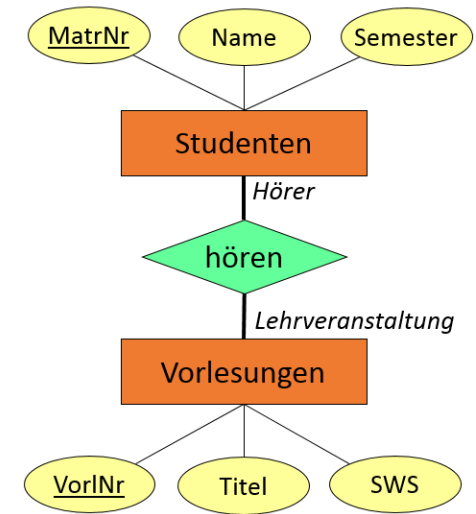 MatrNr
Name
Semester
Studenten
Hörer
hören
Lehrveranstaltung
Vorlesungen
VorlNr
Titel
SWS